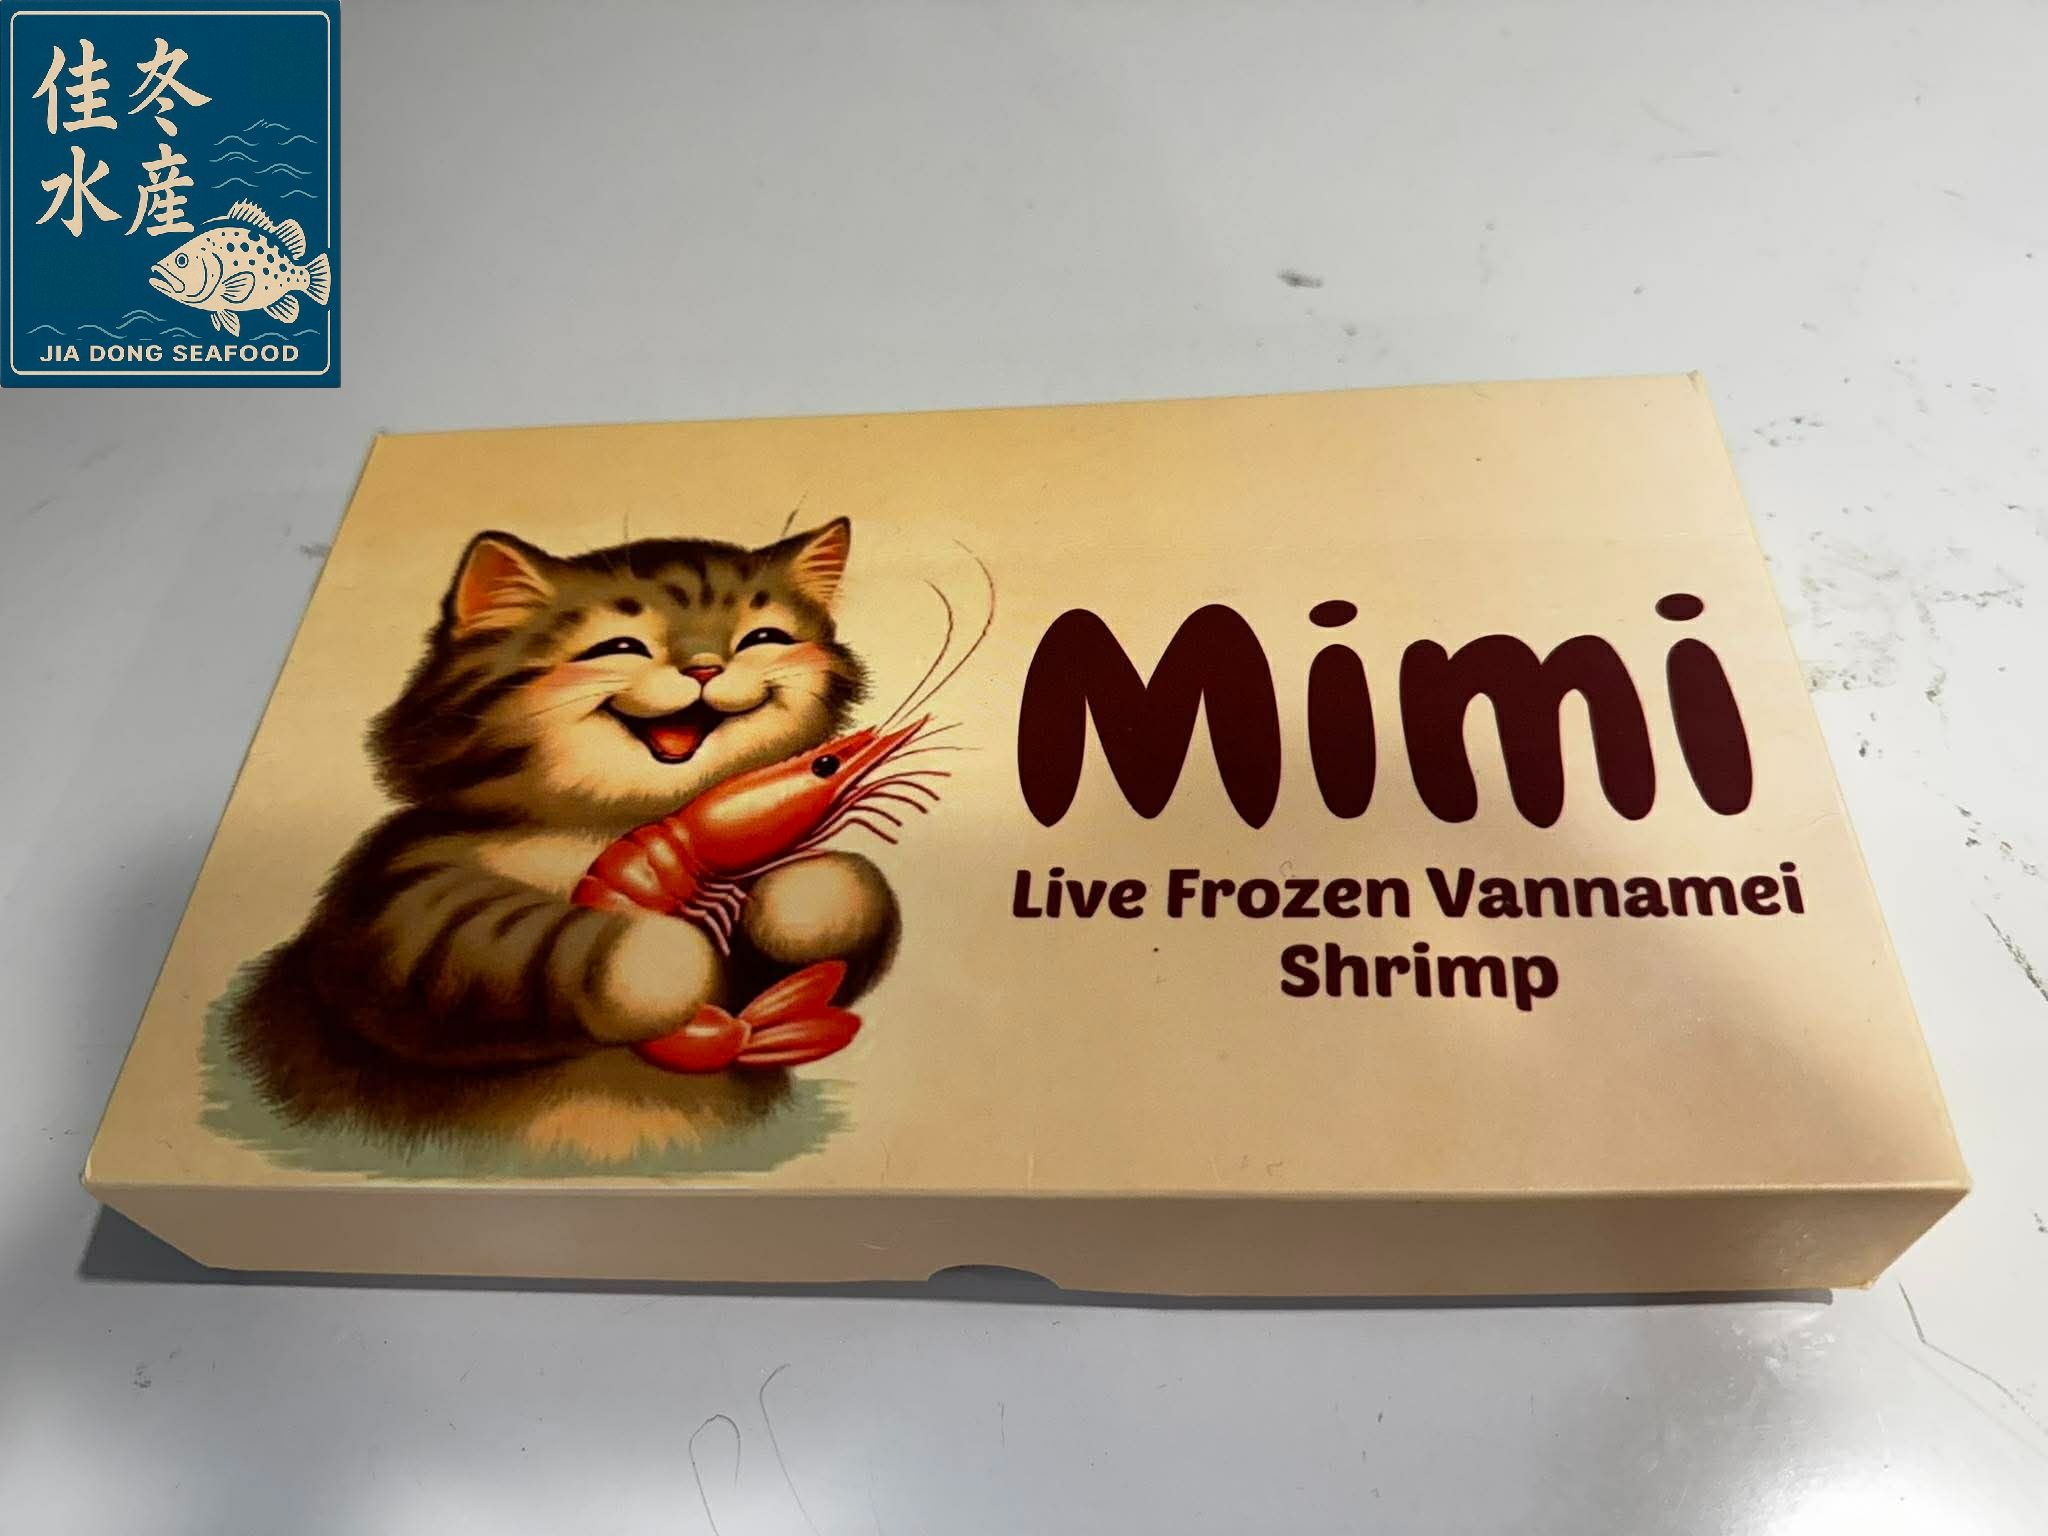 佳冬
水産
JIA DONG SEAFOOD
Mimi
Live Frozen Vannamei
Shrimp